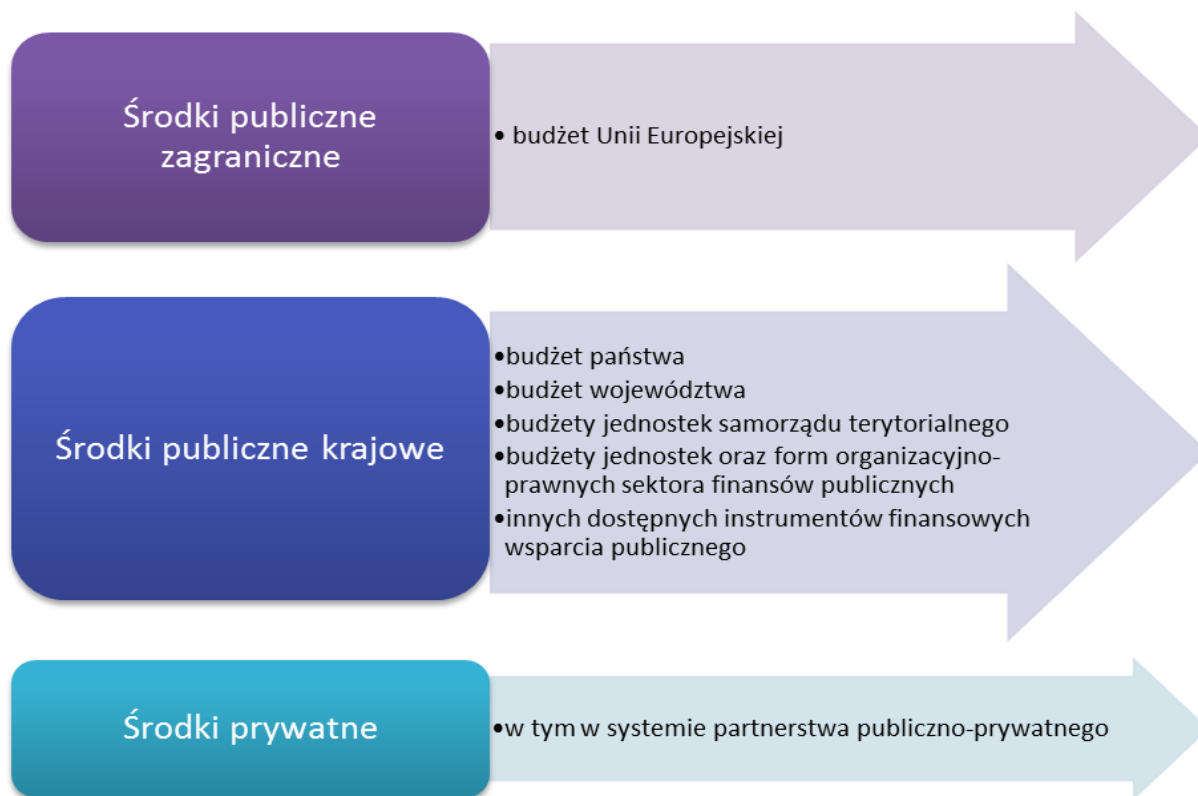 Środki publiczne
zagraniczne
• budżet Unii Europejskiej
Środki publiczne krajowe
•budżet państwa
•budżet województwa
•budżety jednostek samorządu terytorialnego
•budżety jednostek oraz form organizacyjno-
prawnych sektora finansów publicznych
•innych dostępnych instrumentów finansowych
wsparcia publicznego
Środki prywatne
•w tym w systemie partnerstwa publiczno-prywatnego